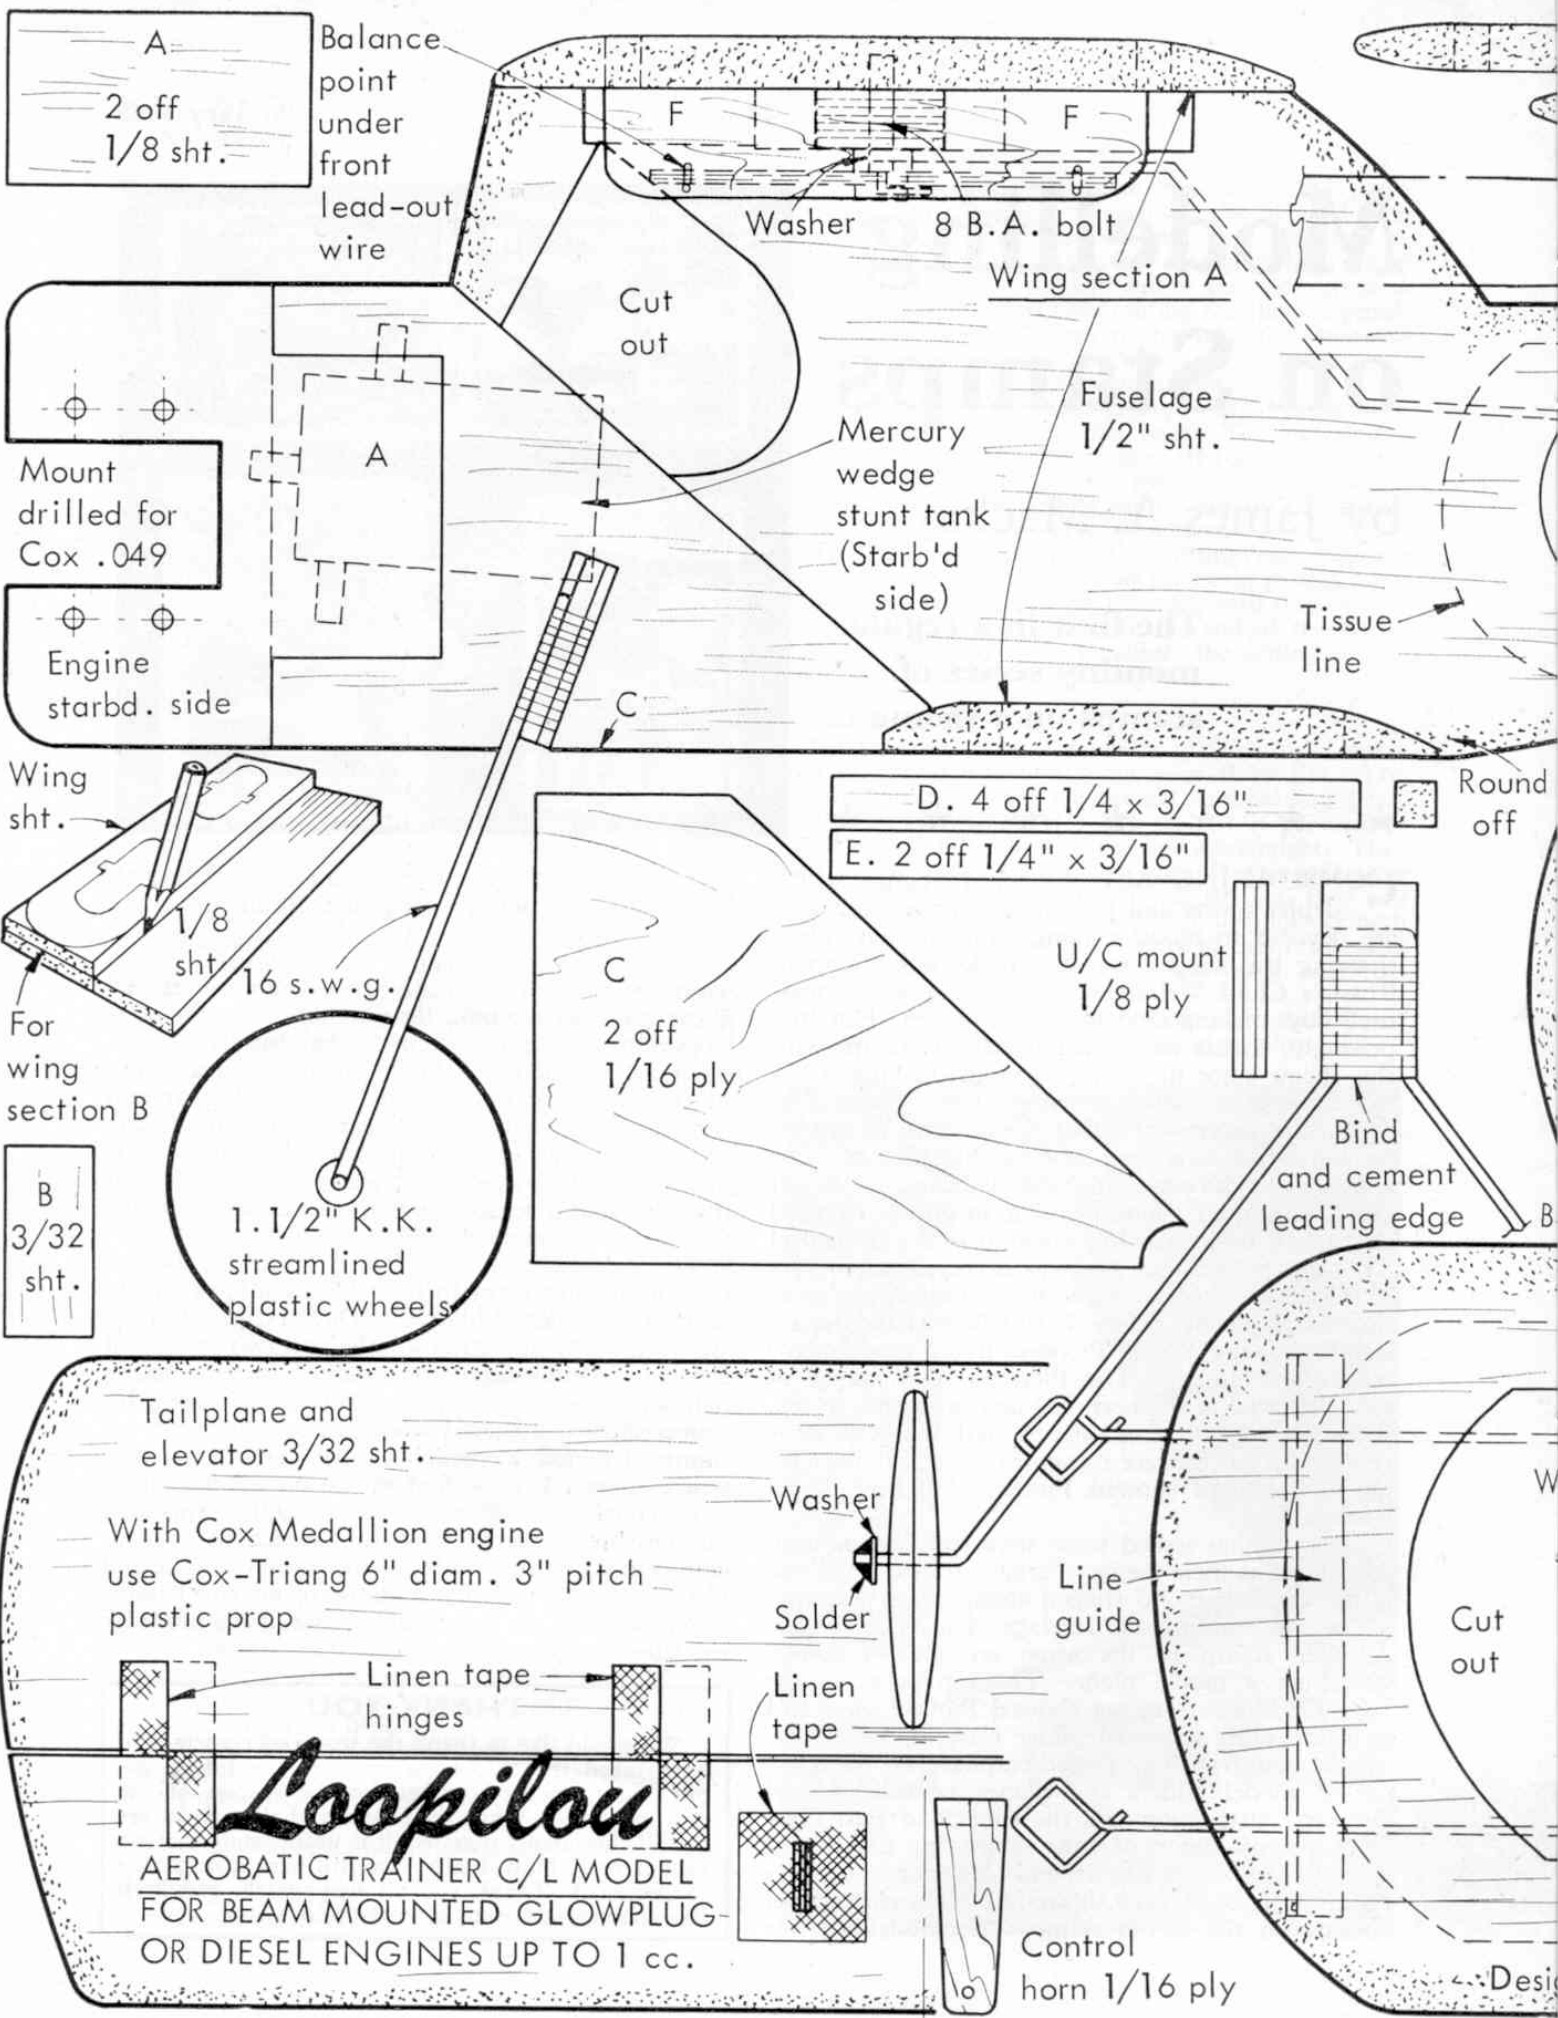 A
2 off
1/8 sht.
Balance
point
under
front
lead-out
wire
F
F
Washer
8 B.A. bolt
Wing section A
Cut
out
Fuselage
1/2" sht.
Mercury
wedge
stunt tank
(Starb'd
side)
A
Mount
drilled for
Cox .049
Engine
starbd. side
Tissue
line
C
Wing
sht.
1/8
sht
For
wing
section B
16 s.w.g.
D. 4 off 1/4 x 3/16"
E. 2 off 1/4" x 3/16"
Round
off
C
2 off
1/16 ply
U/C mount
1/8 ply
Bind
and cement
leading edge
B
3/32
sht.
1.1/2" K.K.
streamlined
plastic wheels
Tailplane and
elevator 3/32 sht.
With Cox Medallion engine
use Cox-Triang 6" diam. 3" pitch
plastic prop
Washer
Solder
Line
guide
Cut
out
Linen tape
hinges
Linen
tape
Loopilou
AEROBATIC TRAINER C/L MODEL
FOR BEAM MOUNTED GLOWPLUG
OR DIESEL ENGINES UP TO 1 cc.
Control
horn 1/16 ply